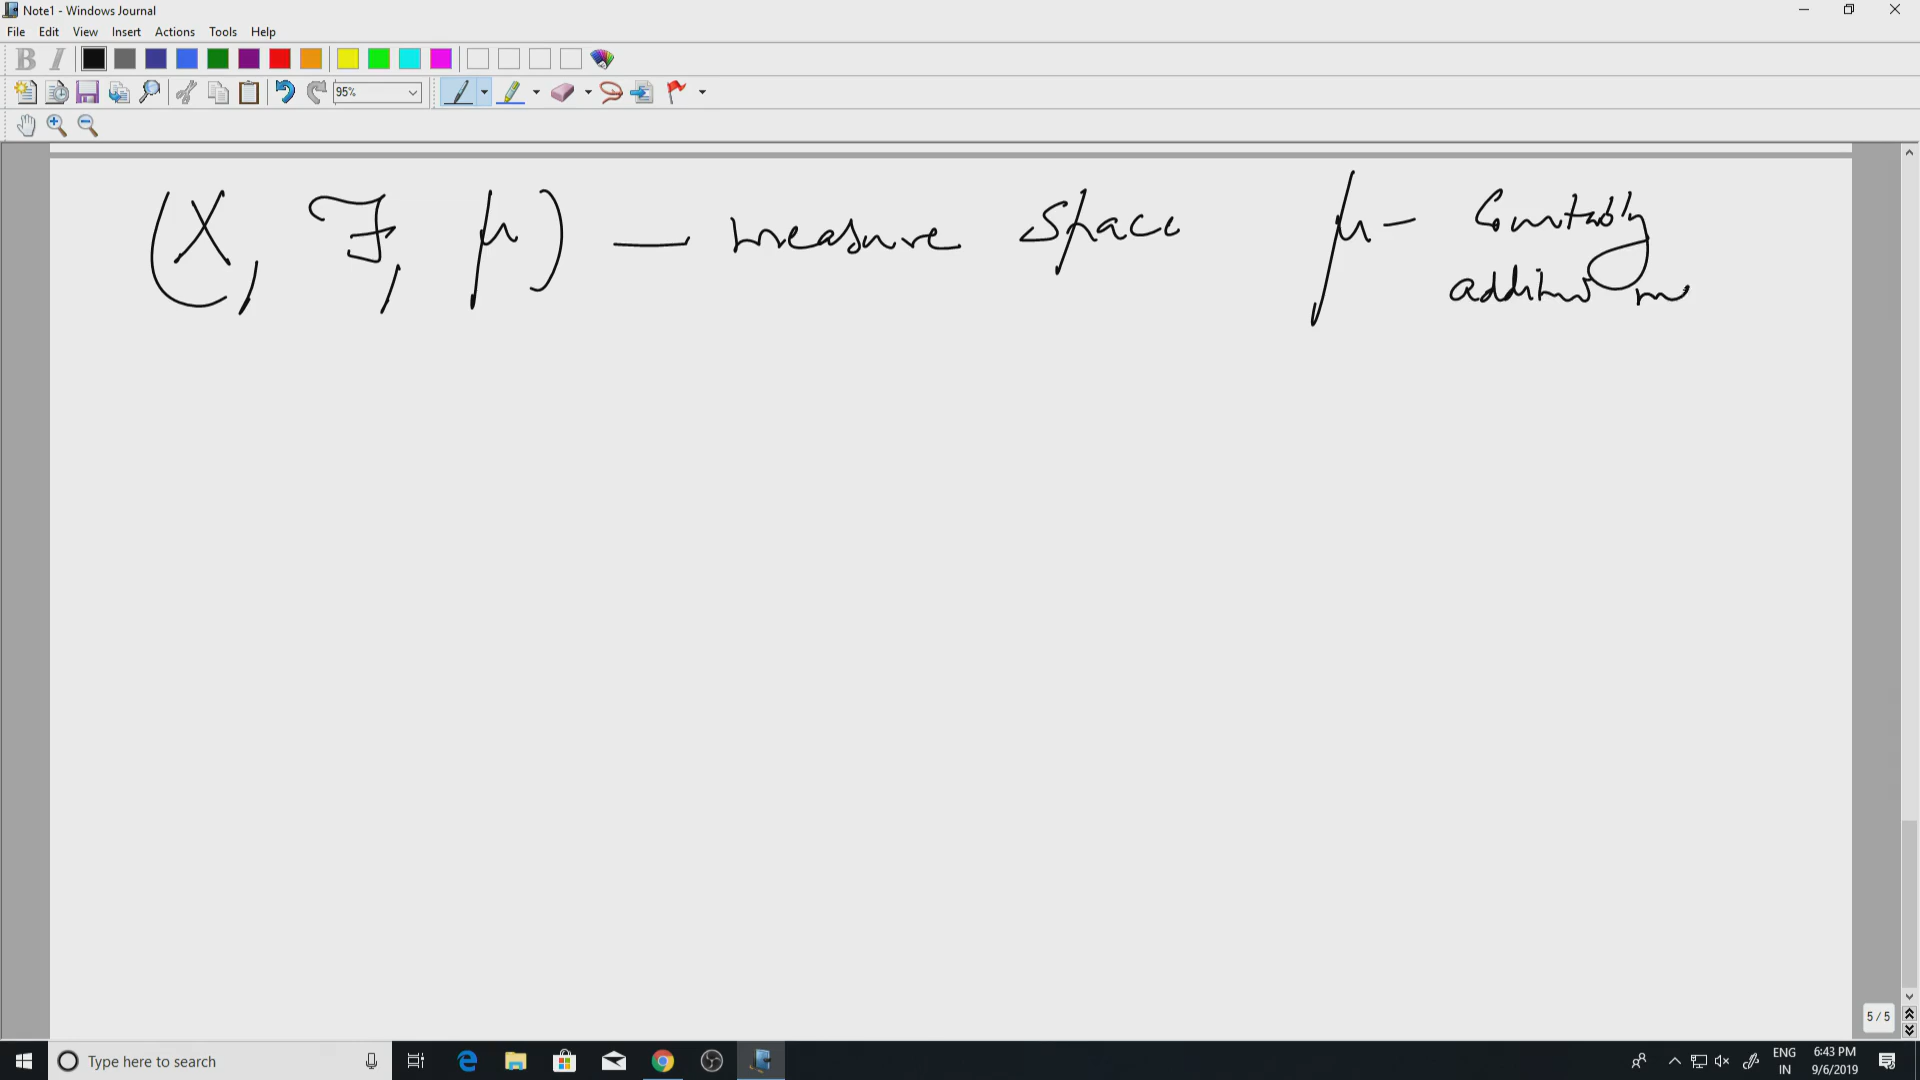 Note1 - Windows Journal
File Edit View Insert Actions Tools Help
B I
95%
(X, ℱ, μ) — measure space μ - Countably
additive m
5 / 5
Type here to search
ENG 6:43 PM
IN 9/6/2019